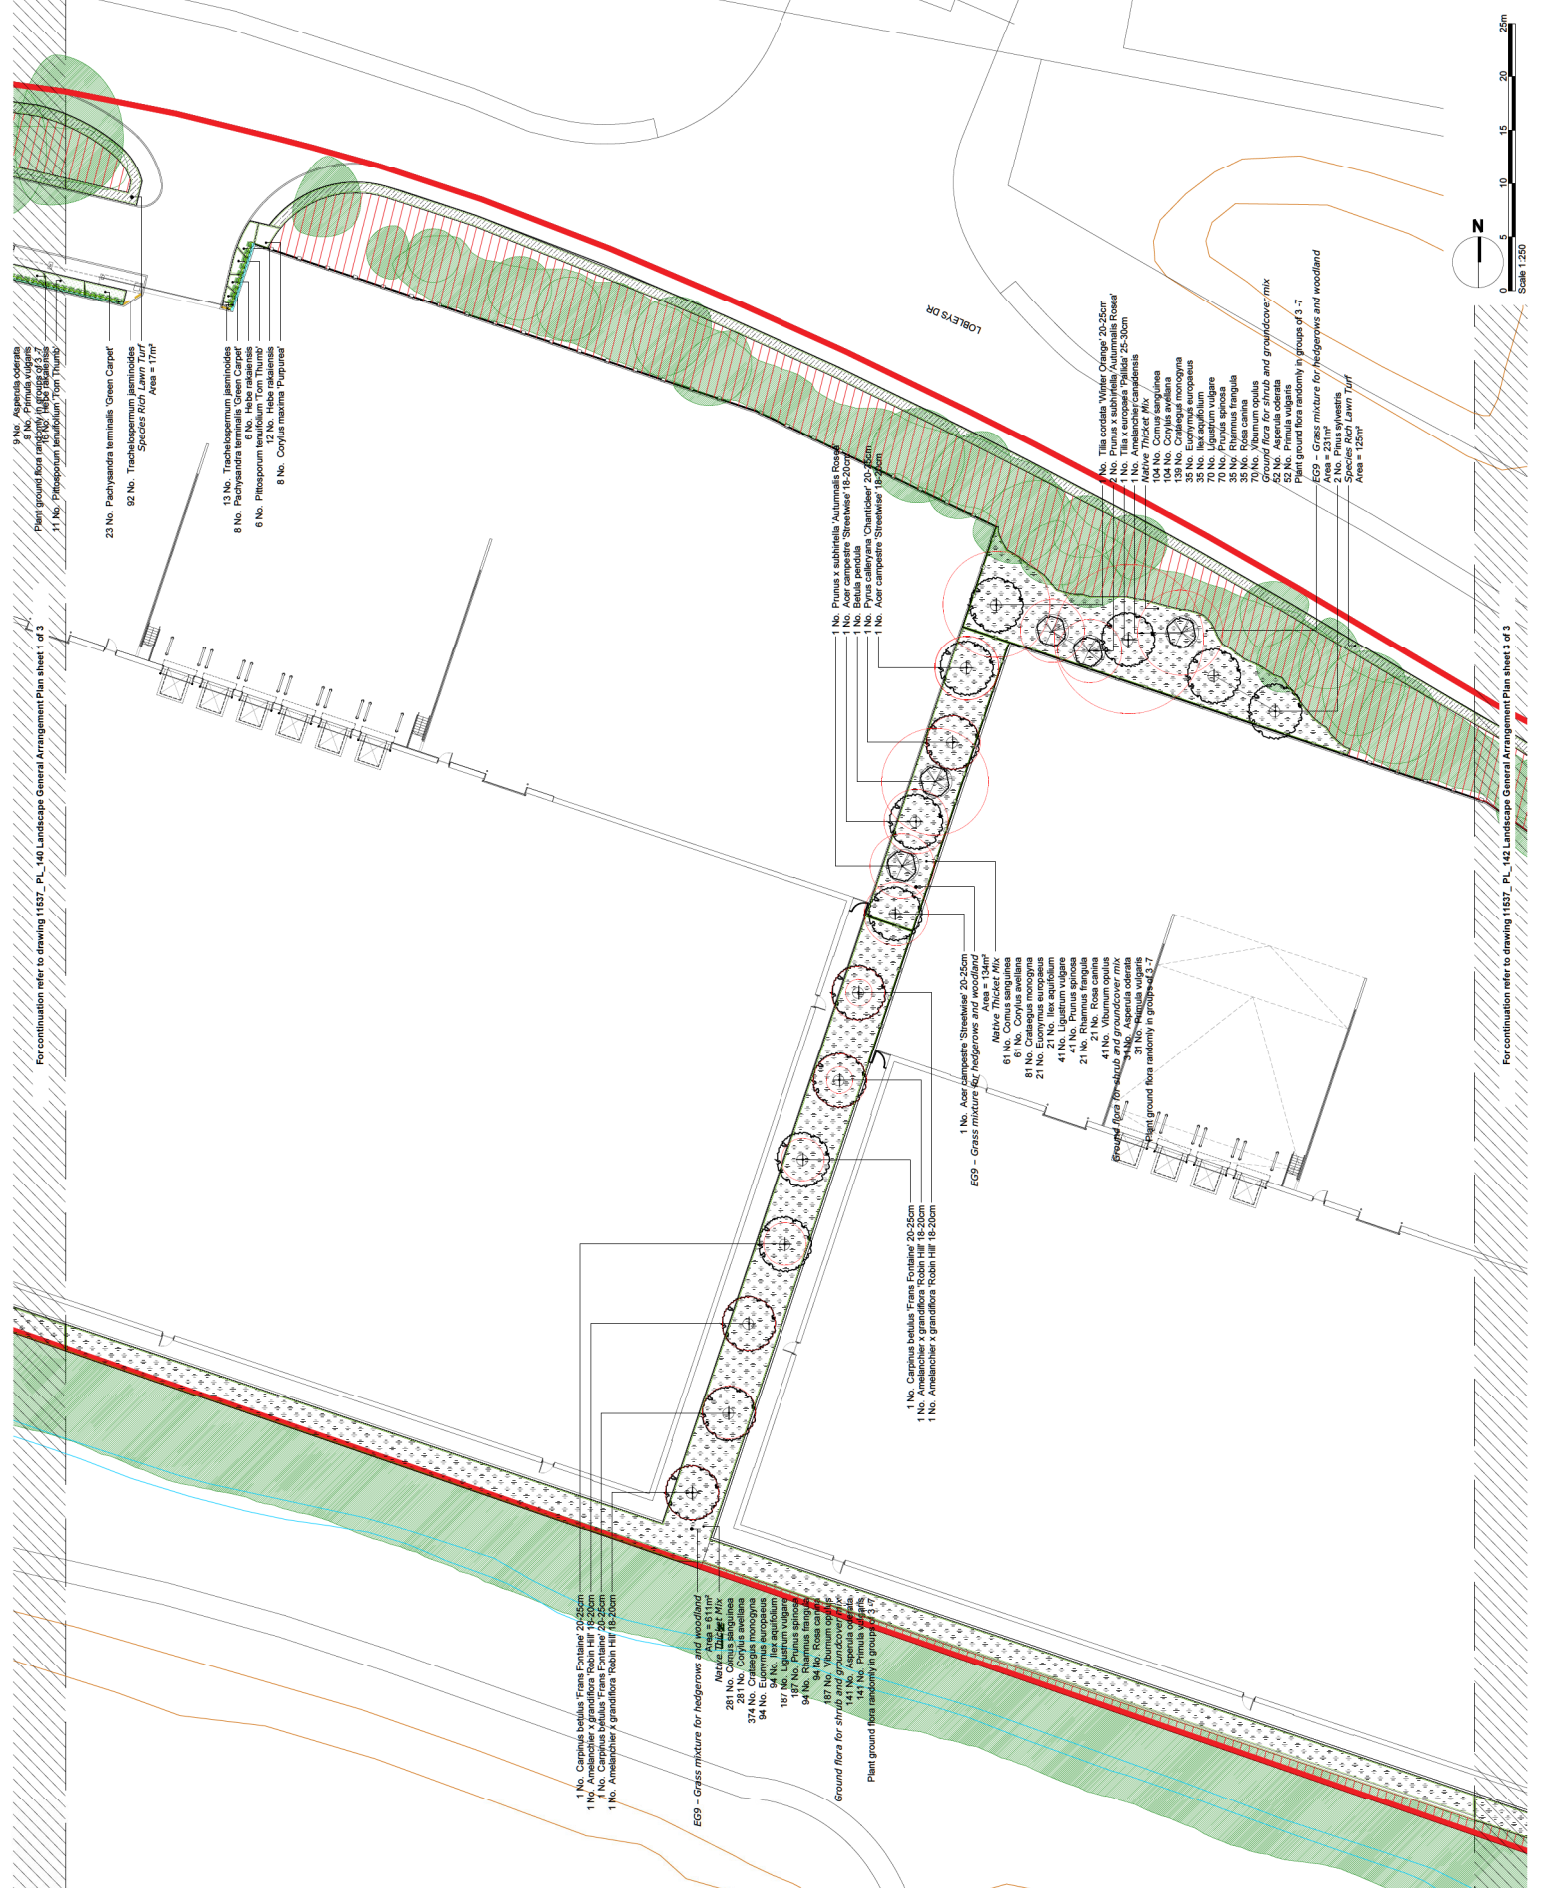 For continuation refer to drawing 11537_ PL_140 Landscape General Arrangement Plan sheet 1 of 3
9 No. Asperula oderata
8 No. Primula vulgaris
Plant ground flora randomly in groups of 3 -7
16 No. Hebe rakaiensis
11 No. Pittosporum tenuifolium 'Tom Thumb'
23 No. Pachysandra terminalis 'Green Carpet'
92 No. Trachelospermum jasminoides
Species Rich Lawn Turf
Area = 17m²
13 No. Trachelospermum jasminoides
8 No. Pachysandra terminalis 'Green Carpet'
6 No. Hebe rakaiensis
6 No. Pittosporum tenuifolium 'Tom Thumb'
12 No. Hebe rakaiensis
8 No. Corylus maxima 'Purpurea'
LOBLEYS DR
1 No. Prunus x subhirtella 'Autumnalis Rosea'
1 No. Acer campestre 'Streetwise' 18-20cm
1 No. Betula pendula
1 No. Pyrus calleryana 'Chanticleer' 20-25cm
1 No. Acer campestre 'Streetwise' 18-20cm
1 No. Tilia cordata 'Winter Orange' 20-25cm
2 No. Prunus x subhirtella 'Autumnalis Rosea'
1 No. Tilia x europaea 'Pallida' 25-30cm
1 No. Amelanchier canadensis
Native Thicket Mix
104 No. Cornus sanguinea
104 No. Corylus avellana
139 No. Crataegus monogyna
35 No. Euonymus europaeus
35 No. Ilex aquifolium
70 No. Ligustrum vulgare
70 No. Prunus spinosa
35 No. Rhamnus frangula
35 No. Rosa canina
70 No. Viburnum opulus
Ground flora for shrub and groundcover mix
52 No. Asperula oderata
52 No. Primula vulgaris
Plant ground flora randomly in groups of 3 -7
EG9 – Grass mixture for hedgerows and woodland
Area = 231m²
2 No. Pinus sylvestris
Species Rich Lawn Turf
Area = 125m²
N
0 5 10 15 20 25m
Scale 1:250
1 No. Acer campestre 'Streetwise' 20-25cm
EG9 – Grass mixture for hedgerows and woodland
Area = 134m²
Native Thicket Mix
61 No. Cornus sanguinea
61 No. Corylus avellana
81 No. Crataegus monogyna
21 No. Euonymus europaeus
21 No. Ilex aquifolium
41 No. Ligustrum vulgare
41 No. Prunus spinosa
21 No. Rhamnus frangula
21 No. Rosa canina
41 No. Viburnum opulus
Ground flora for shrub and groundcover mix
31 No. Asperula oderata
31 No. Primula vulgaris
Plant ground flora randomly in groups of 3 -7
1 No. Carpinus betulus 'Frans Fontaine' 20-25cm
1 No. Amelanchier x grandiflora 'Robin Hill' 18-20cm
1 No. Amelanchier x grandiflora 'Robin Hill' 18-20cm
1 No. Carpinus betulus 'Frans Fontaine' 20-25cm
1 No. Amelanchier x grandiflora 'Robin Hill' 18-20cm
1 No. Carpinus betulus 'Frans Fontaine' 20-25cm
1 No. Amelanchier x grandiflora 'Robin Hill' 18-20cm
EG9 – Grass mixture for hedgerows and woodland
Area = 611m²
Native Thicket Mix
281 No. Cornus sanguinea
281 No. Corylus avellana
374 No. Crataegus monogyna
94 No. Euonymus europaeus
94 No. Ilex aquifolium
187 No. Ligustrum vulgare
187 No. Prunus spinosa
94 No. Rhamnus frangula
94 No. Rosa canina
187 No. Viburnum opulus
Ground flora for shrub and groundcover mix
141 No. Asperula oderata
141 No. Primula vulgaris
Plant ground flora randomly in groups of 3 -7
For continuation refer to drawing 11537_ PL_142 Landscape General Arrangement Plan sheet 3 of 3